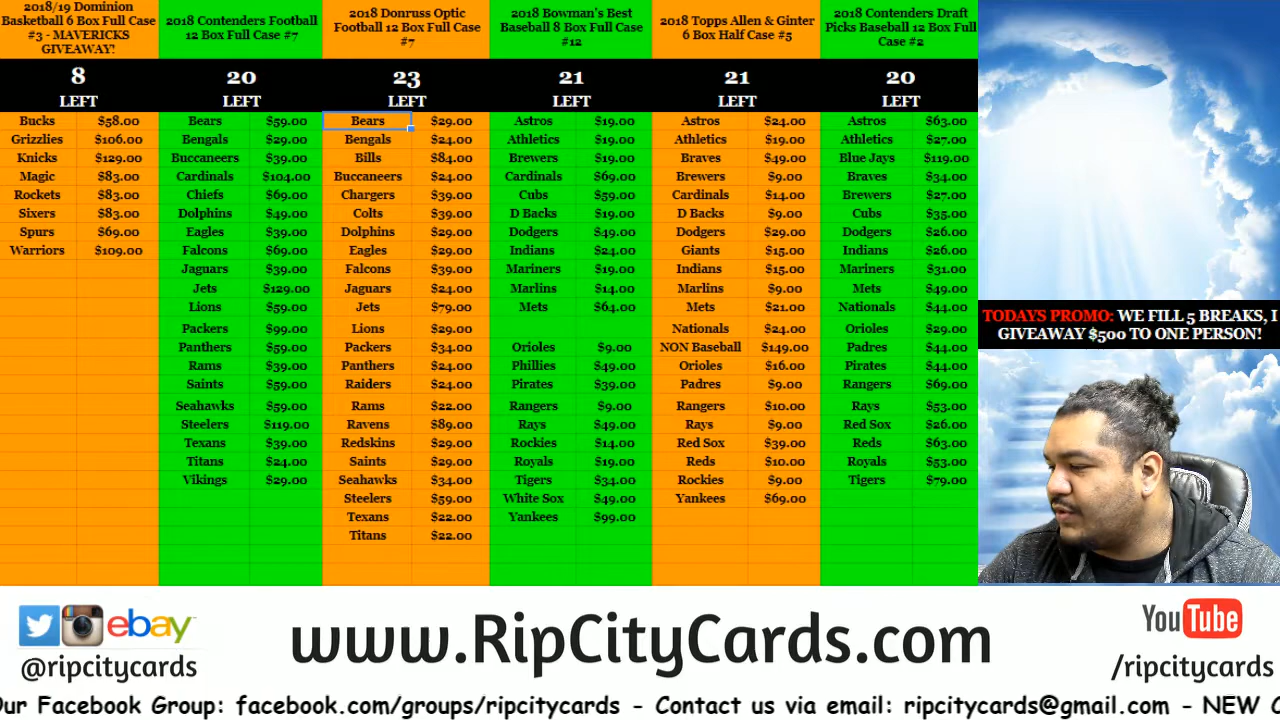 2018/19 Dominion
Basketball 6 Box Full Case
#3 - MAVERICKS
GIVEAWAY!
8
LEFT
Bucks $58.00
Grizzlies $106.00
Knicks $129.00
Magic $83.00
Rockets $83.00
Sixers $83.00
Spurs $69.00
Warriors $109.00
2018 Contenders Football
12 Box Full Case #7
20
LEFT
Bears $59.00
Bengals $29.00
Buccaneers $39.00
Cardinals $104.00
Chiefs $69.00
Dolphins $49.00
Eagles $39.00
Falcons $69.00
Jaguars $39.00
Jets $129.00
Lions $59.00
Packers $99.00
Panthers $59.00
Rams $39.00
Saints $59.00
Seahawks $59.00
Steelers $119.00
Texans $39.00
Titans $24.00
Vikings $29.00
2018 Donruss Optic
Football 12 Box Full Case
#7
23
LEFT
Bears $29.00
Bengals $24.00
Bills $84.00
Buccaneers $24.00
Chargers $39.00
Colts $39.00
Dolphins $29.00
Eagles $29.00
Falcons $39.00
Jaguars $24.00
Jets $79.00
Lions $29.00
Packers $34.00
Panthers $24.00
Raiders $24.00
Rams $22.00
Ravens $89.00
Redskins $29.00
Saints $29.00
Seahawks $34.00
Steelers $59.00
Texans $22.00
Titans $22.00
2018 Bowman's Best
Baseball 8 Box Full Case
#12
21
LEFT
Astros $19.00
Athletics $19.00
Brewers $19.00
Cardinals $69.00
Cubs $59.00
D Backs $19.00
Dodgers $49.00
Indians $24.00
Mariners $19.00
Marlins $14.00
Mets $64.00
Orioles $9.00
Phillies $49.00
Pirates $39.00
Rangers $9.00
Rays $49.00
Rockies $14.00
Royals $19.00
Tigers $34.00
White Sox $49.00
Yankees $99.00
2018 Topps Allen & Ginter
6 Box Half Case #5
21
LEFT
Astros $24.00
Athletics $19.00
Braves $49.00
Brewers $9.00
Cardinals $14.00
D Backs $9.00
Dodgers $29.00
Giants $15.00
Indians $15.00
Marlins $9.00
Mets $21.00
Nationals $24.00
NON Baseball $149.00
Orioles $16.00
Padres $9.00
Rangers $10.00
Rays $9.00
Red Sox $39.00
Reds $10.00
Rockies $9.00
Yankees $69.00
2018 Contenders Draft
Picks Baseball 12 Box Full
Case #2
20
LEFT
Astros $63.00
Athletics $27.00
Blue Jays $119.00
Braves $34.00
Brewers $27.00
Cubs $35.00
Dodgers $26.00
Indians $26.00
Mariners $31.00
Mets $49.00
Nationals $44.00
Orioles $29.00
Padres $44.00
Pirates $44.00
Rangers $69.00
Rays $53.00
Red Sox $26.00
Reds $63.00
Royals $53.00
Tigers $79.00
TODAYS PROMO: WE FILL 5 BREAKS, I
GIVEAWAY $500 TO ONE PERSON!
ebay
@ripcitycards
www.RipCityCards.com
YouTube
/ripcitycards
Our Facebook Group: facebook.com/groups/ripcitycards - Contact us via email: ripcitycards@gmail.com - NEW